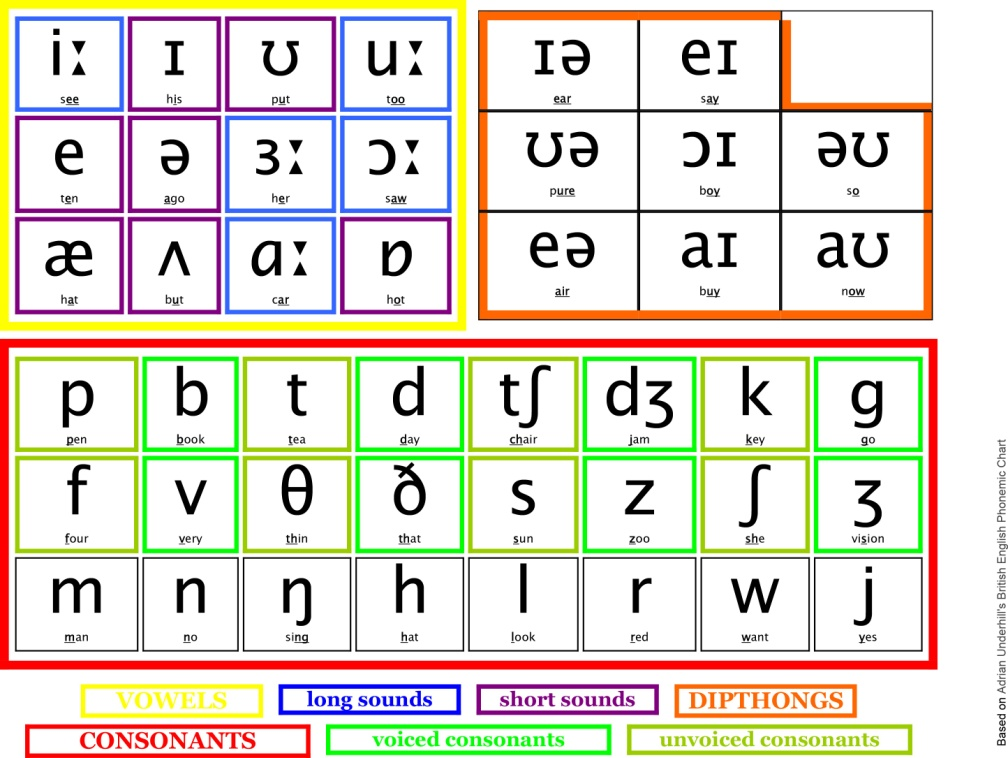 iː ɪ ʊ uː
see his put too
e ə ɜː ɔː
ten ago her saw
æ ʌ ɑː ɒ
hat but car hot
ɪə eɪ
ear say
ʊə ɔɪ əʊ
pure boy so
eə aɪ aʊ
air buy now
p b t d tʃ dʒ k g
pen book tea day chair jam key go
f v θ ð s z ʃ ʒ
four very thin that sun zoo she vision
m n ŋ h l r w j
man no sing hat look red want yes
VOWELS long sounds short sounds DIPTHONGS
CONSONANTS voiced consonants unvoiced consonants
Based on Adrian Underhill's British English Phonemic Chart